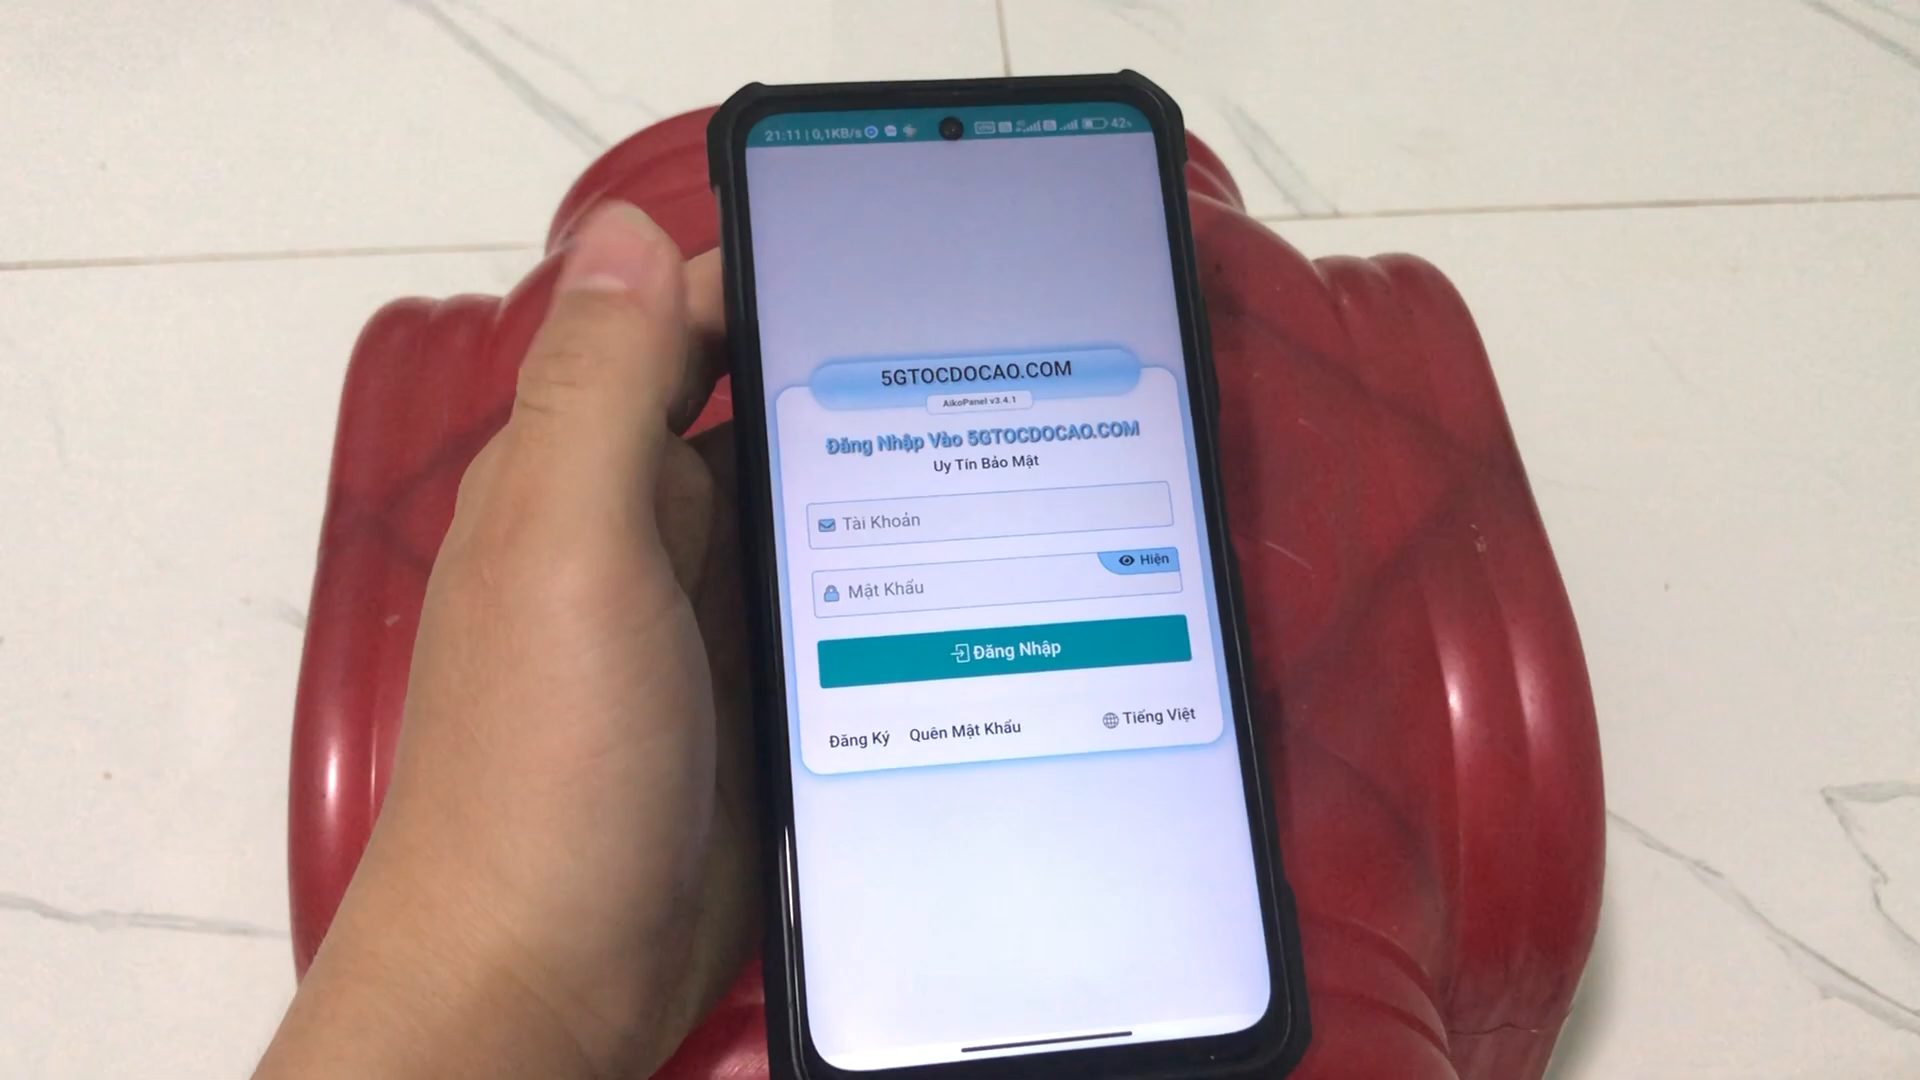 21:11 | 0,1KB/s 42
5GTOCDOCAO.COM
AikoPanel v3.4.1
Đăng Nhập Vào 5GTOCDOCAO.COM
Uy Tín Bảo Mật
Tài Khoản
Hiện
Mật Khẩu
Đăng Nhập
Đăng Ký Quên Mật Khẩu Tiếng Việt